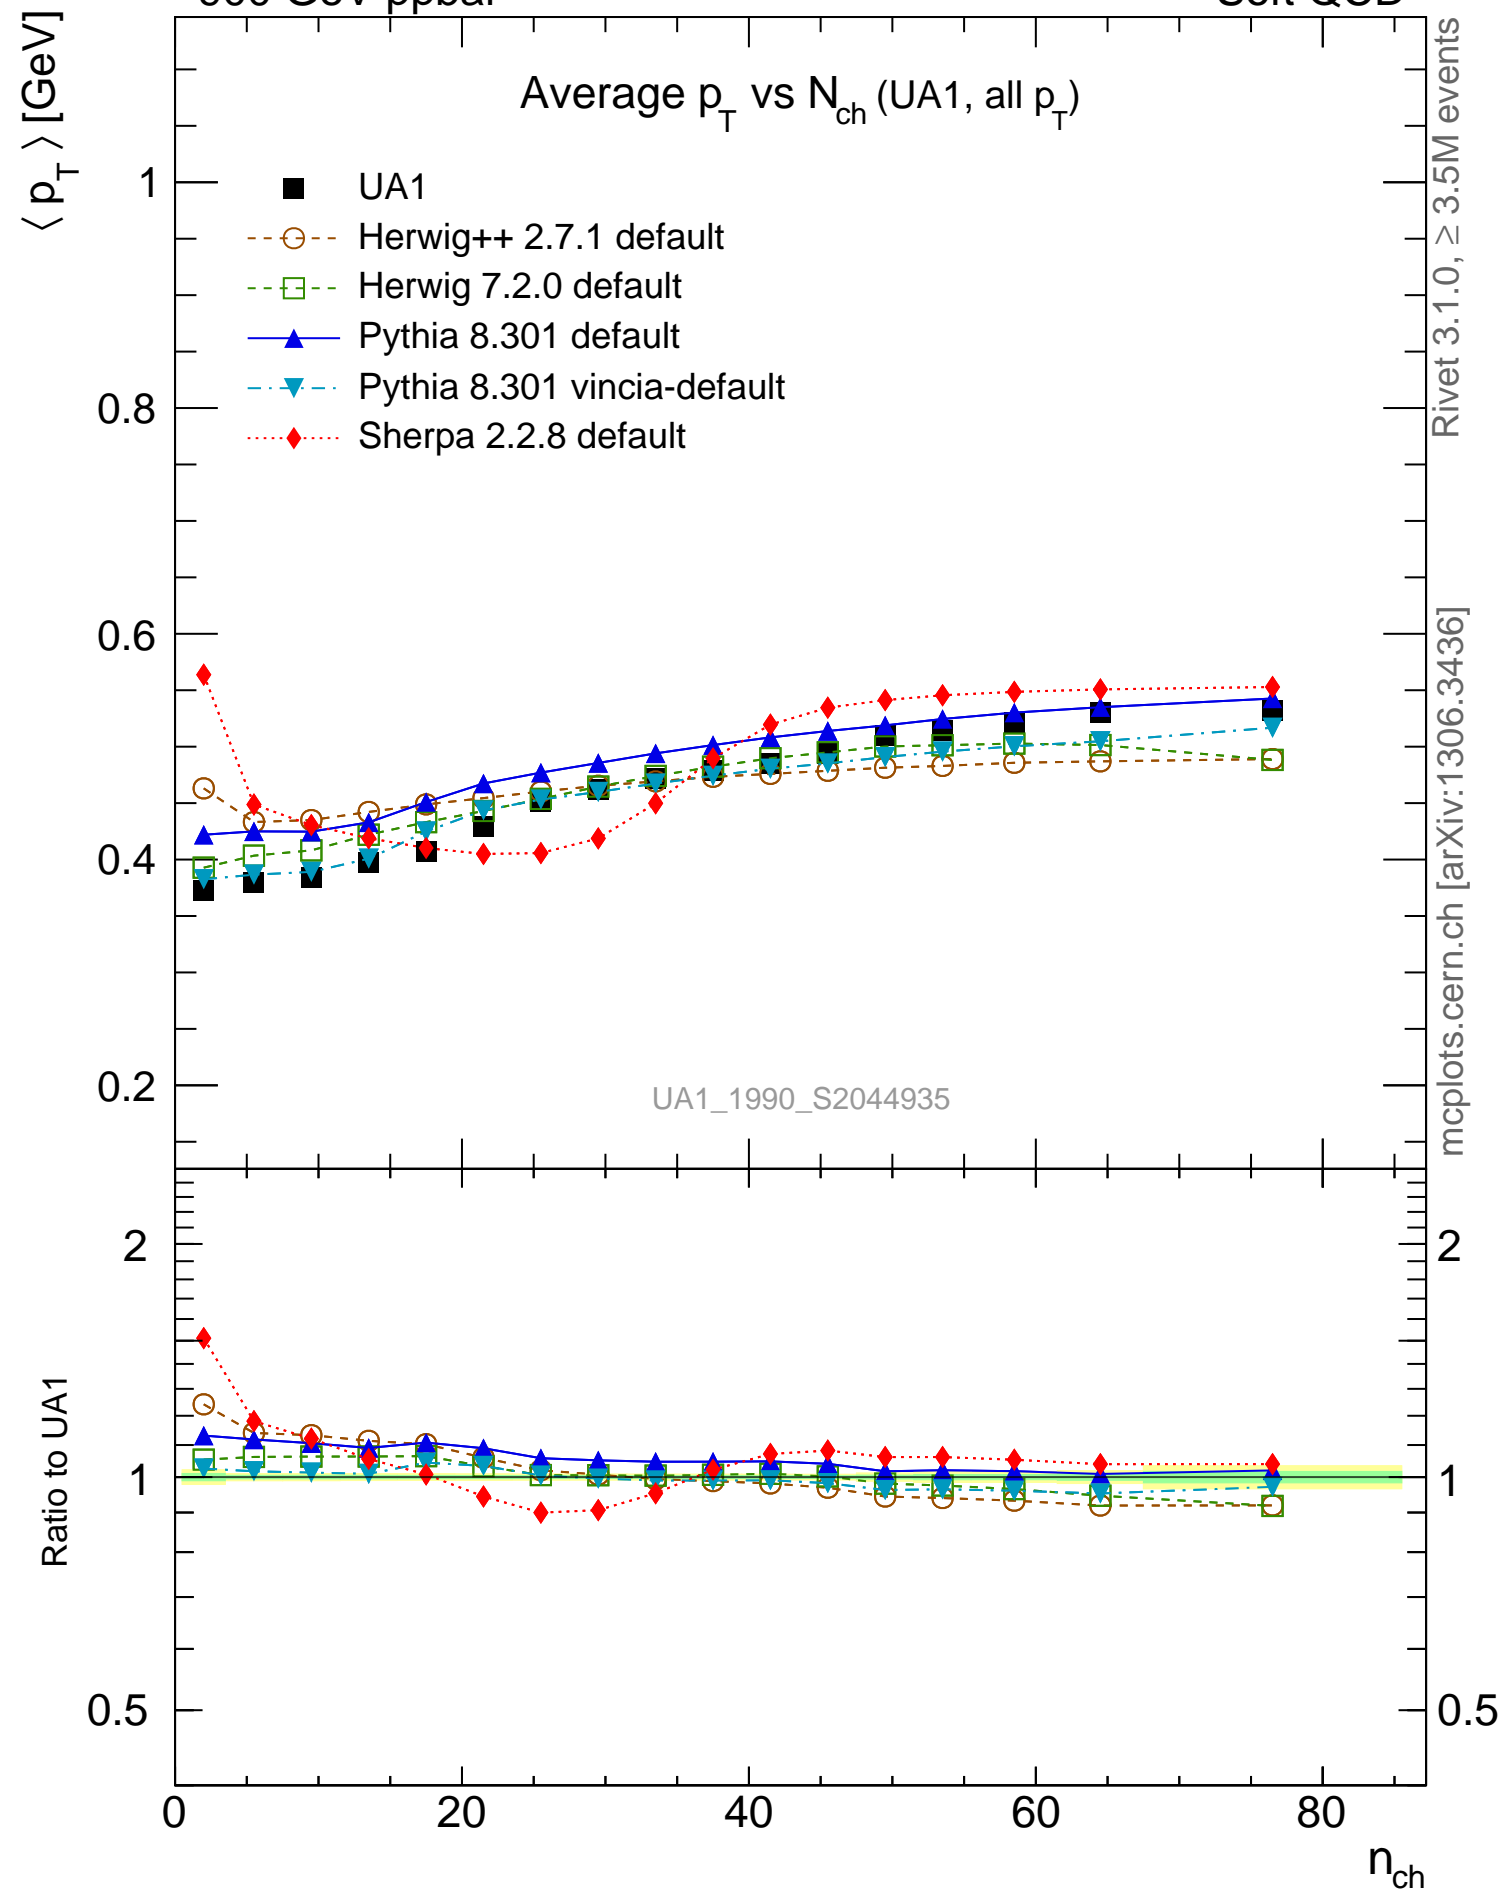 ⟨ p_T ⟩ [GeV]
Average p_T vs N_ch (UA1, all p_T)
UA1
Herwig++ 2.7.1 default
Herwig 7.2.0 default
Pythia 8.301 default
Pythia 8.301 vincia-default
Sherpa 2.2.8 default
1
0.8
0.6
0.4
0.2
UA1_1990_S2044935
Rivet 3.1.0, ≥ 3.5M events
mcplots.cern.ch [arXiv:1306.3436]
Ratio to UA1
2
1
0.5
2
1
0.5
0 20 40 60 80
n_ch